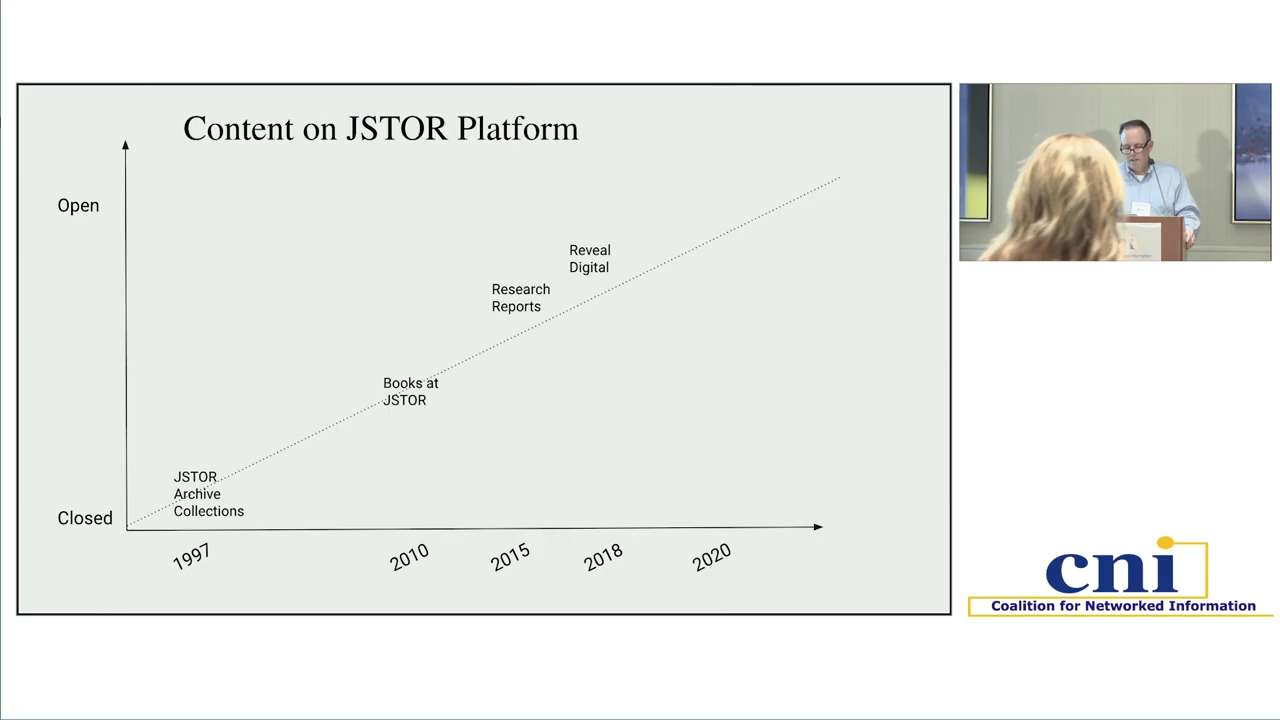 Content on JSTOR Platform
Open
Reveal
Digital
Research
Reports
Books at
JSTOR
JSTOR
Archive
Collections
Closed
1997
2010
2015
2018
2020
cni
Coalition for Networked Information